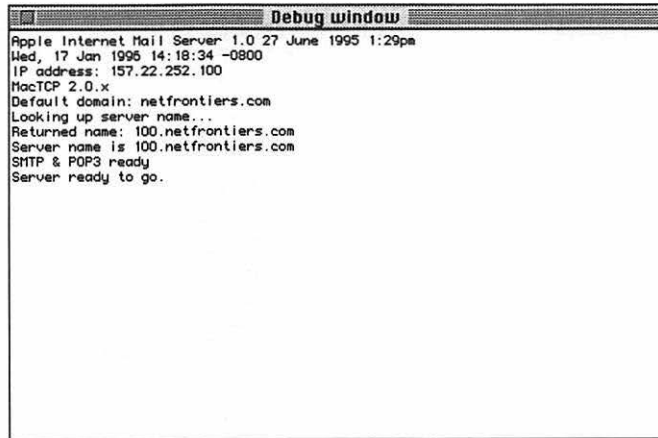 Debug window
Apple Internet Mail Server 1.0 27 June 1995 1:29pm
Wed, 17 Jan 1996 14:18:34 -0800
IP address: 157.22.252.100
MacTCP 2.0.x
Default domain: netfrontiers.com
Looking up server name...
Returned name: 100.netfrontiers.com
Server name is 100.netfrontiers.com
SMTP & POP3 ready
Server ready to go.